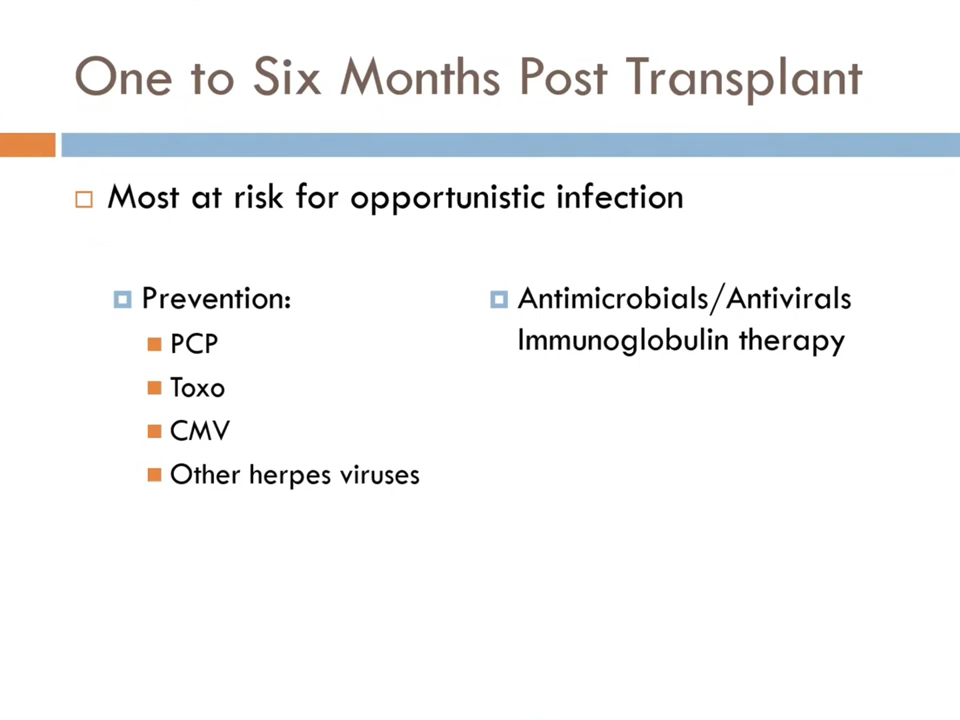 One to Six Months Post Transplant
Most at risk for opportunistic infection
Prevention:
PCP
Toxo
CMV
Other herpes viruses
Antimicrobials/Antivirals
Immunoglobulin therapy